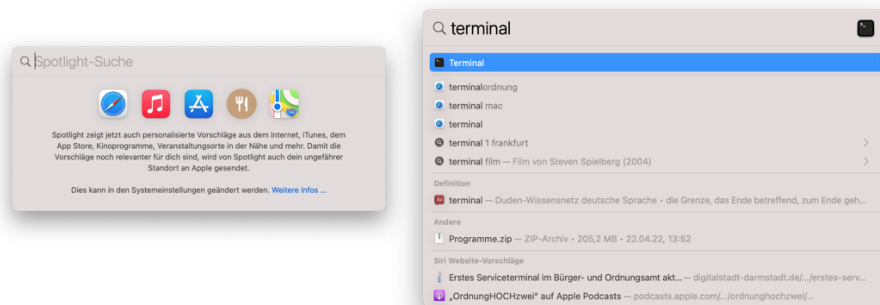 Spotlight-Suche
Spotlight zeigt jetzt auch personalisierte Vorschläge aus dem Internet, iTunes, dem
App Store, Kinoprogramme, Veranstaltungsorte in der Nähe und mehr. Damit die
Vorschläge noch relevanter für dich sind, wird von Spotlight auch dein ungefährer
Standort an Apple gesendet.
Dies kann in den Systemeinstellungen geändert werden. Weitere Infos ...
terminal
Terminal
terminalordnung
terminal mac
terminal
terminal 1 frankfurt
terminal film — Film von Steven Spielberg (2004)
Definition
terminal — Duden-Wissensnetz deutsche Sprache • die Grenze, das Ende betreffend, zum Ende geh...
Andere
Programme.zip — ZIP-Archiv • 205,2 MB • 22.04.22, 13:52
Siri Website-Vorschläge
Erstes Serviceterminal im Bürger- und Ordnungsamt akt... — digitalstadt-darmstadt.de/.../erstes-serv...
„OrdnungHOCHzwei“ auf Apple Podcasts — podcasts.apple.com/.../ordnunghochzwei/...